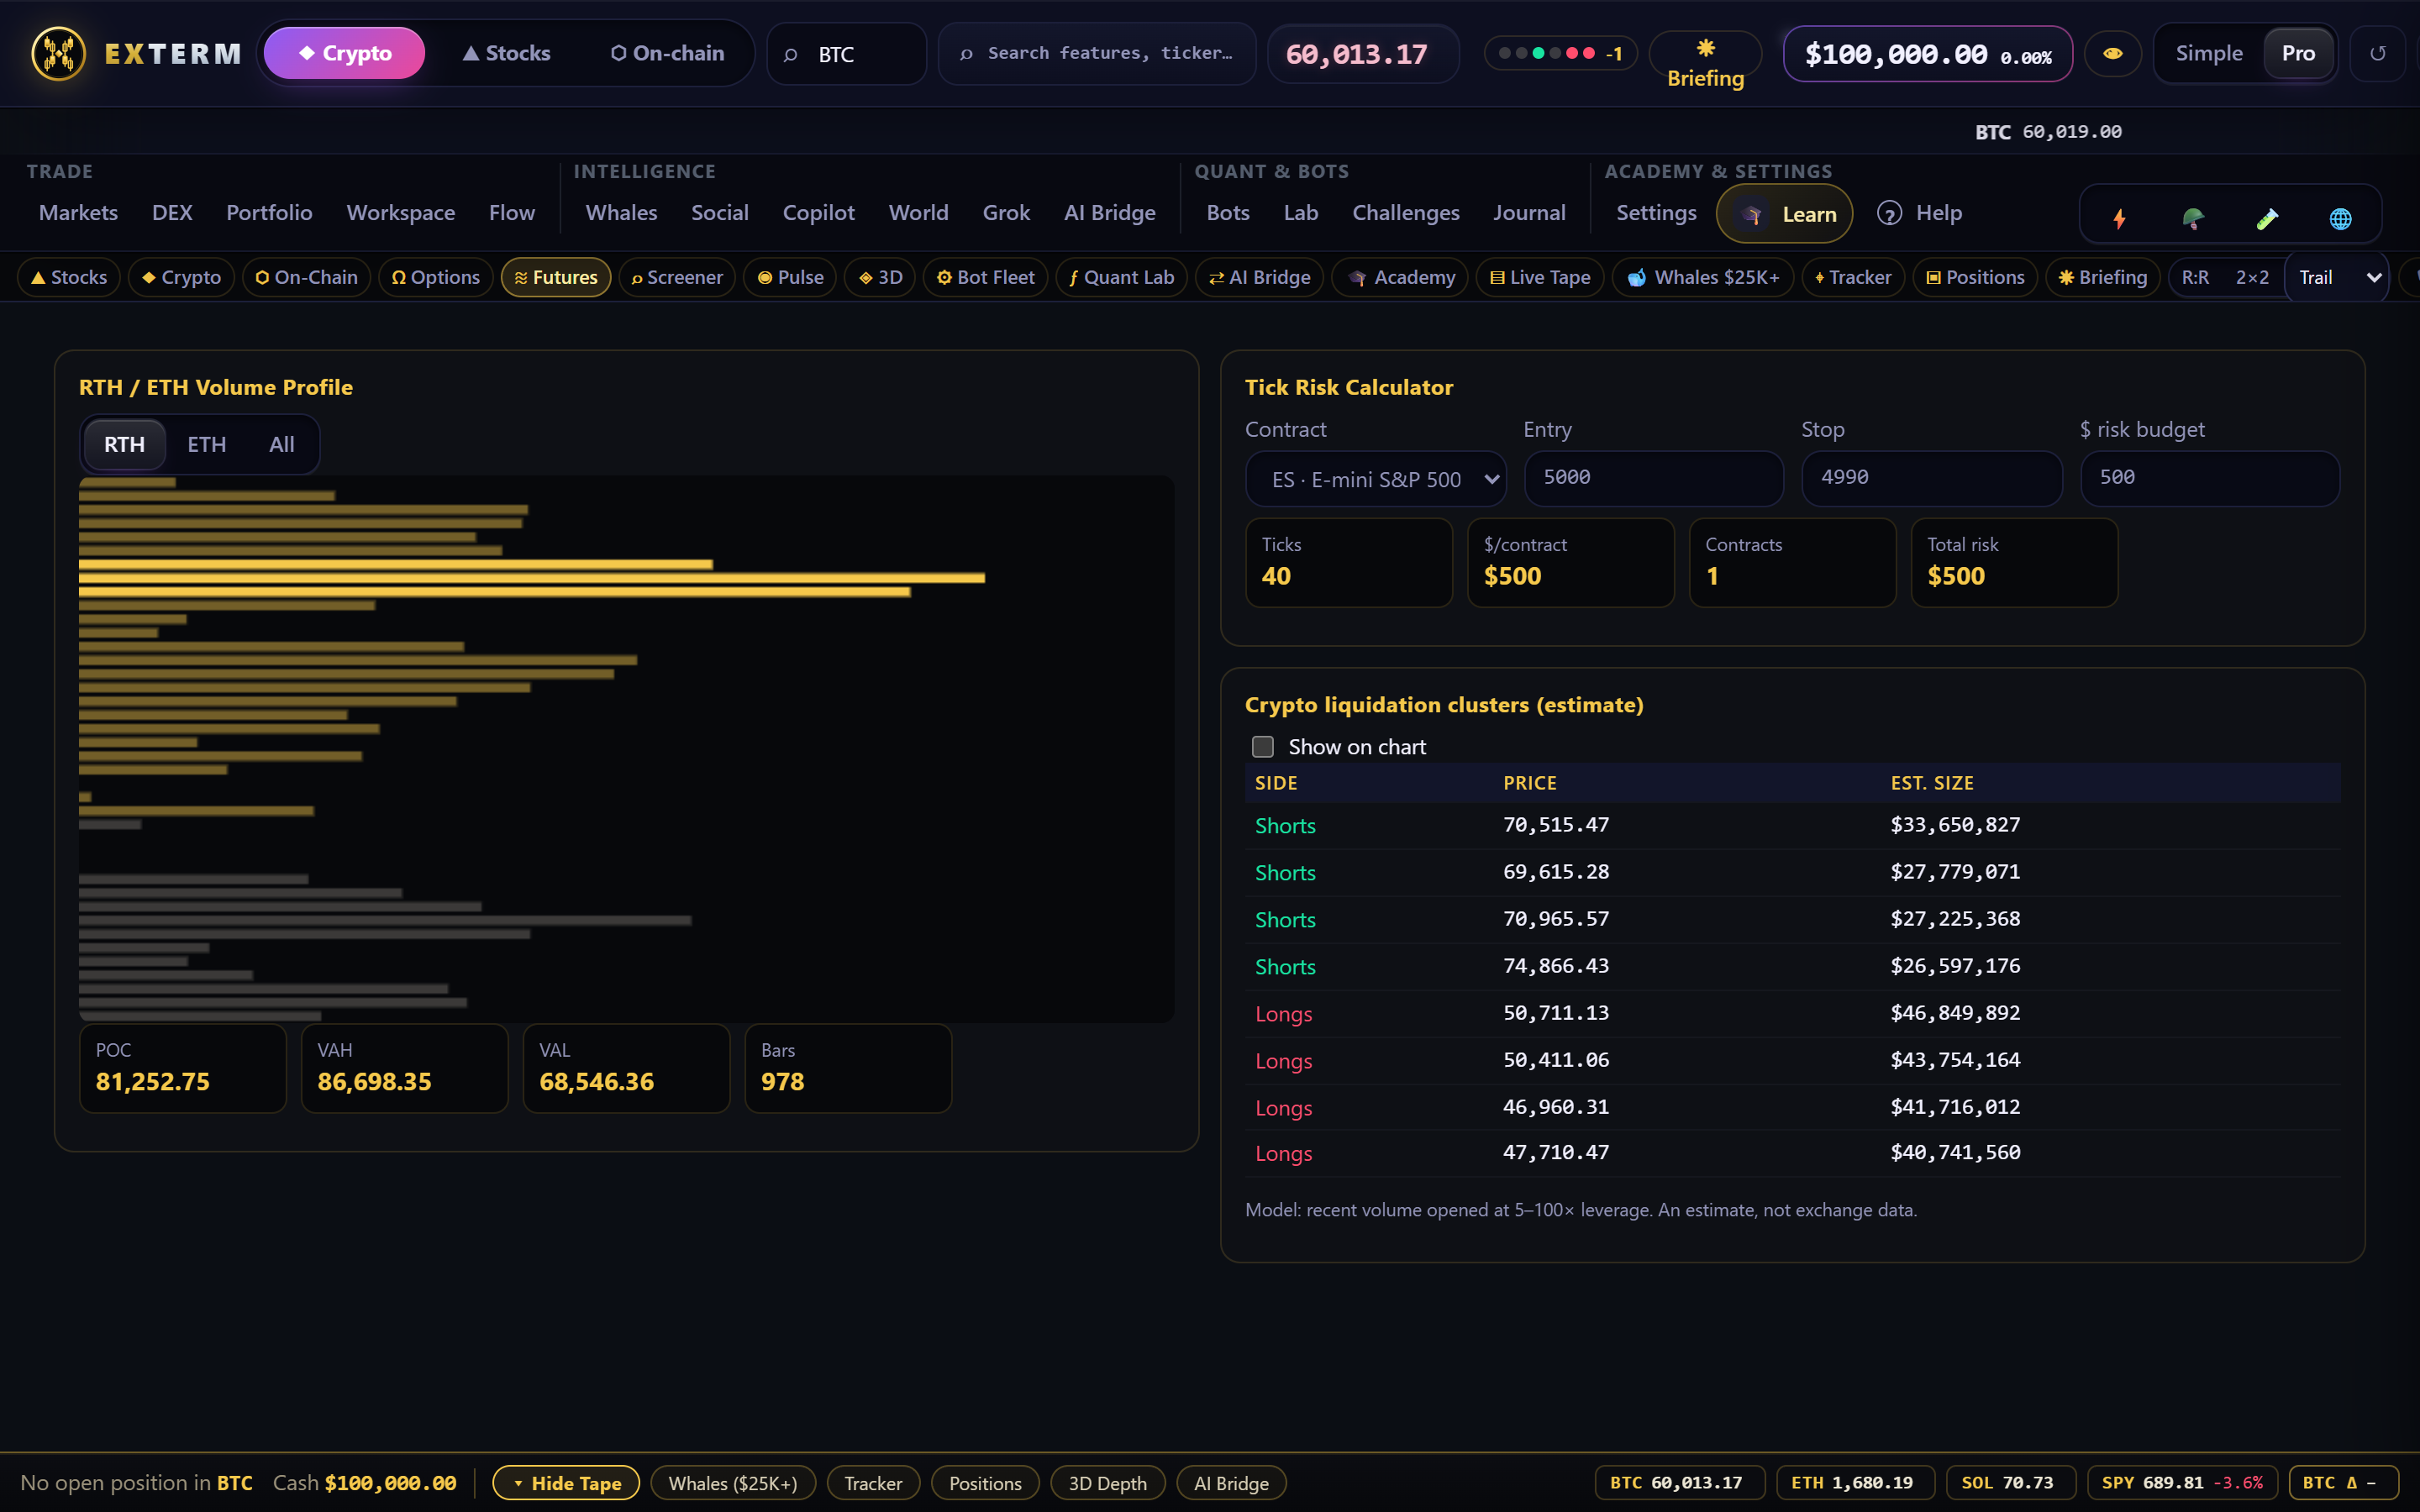 EXTERM
Crypto
Stocks
On-chain
BTC
Search features, ticker…
60,013.17
-1
Briefing
$100,000.00 0.00%
Simple
Pro
BTC 60,019.00
TRADE
Markets DEX Portfolio Workspace Flow
INTELLIGENCE
Whales Social Copilot World Grok AI Bridge
QUANT & BOTS
Bots Lab Challenges Journal
ACADEMY & SETTINGS
Settings Learn ? Help
Stocks Crypto On-Chain Ω Options Futures Screener Pulse 3D Bot Fleet ƒ Quant Lab AI Bridge Academy Live Tape Whales $25K+ Tracker Positions Briefing R:R 2×2 Trail
RTH / ETH Volume Profile
RTH ETH All
POC
81,252.75
VAH
86,698.35
VAL
68,546.36
Bars
978
Tick Risk Calculator
Contract Entry Stop $ risk budget
ES · E-mini S&P 500 5000 4990 500
Ticks
40
$/contract
$500
Contracts
1
Total risk
$500
Crypto liquidation clusters (estimate)
Show on chart
SIDE PRICE EST. SIZE
Shorts 70,515.47 $33,650,827
Shorts 69,615.28 $27,779,071
Shorts 70,965.57 $27,225,368
Shorts 74,866.43 $26,597,176
Longs 50,711.13 $46,849,892
Longs 50,411.06 $43,754,164
Longs 46,960.31 $41,716,012
Longs 47,710.47 $40,741,560
Model: recent volume opened at 5–100× leverage. An estimate, not exchange data.
No open position in BTC Cash $100,000.00
Hide Tape Whales ($25K+) Tracker Positions 3D Depth AI Bridge
BTC 60,013.17 ETH 1,680.19 SOL 70.73 SPY 689.81 -3.6% BTC Δ –